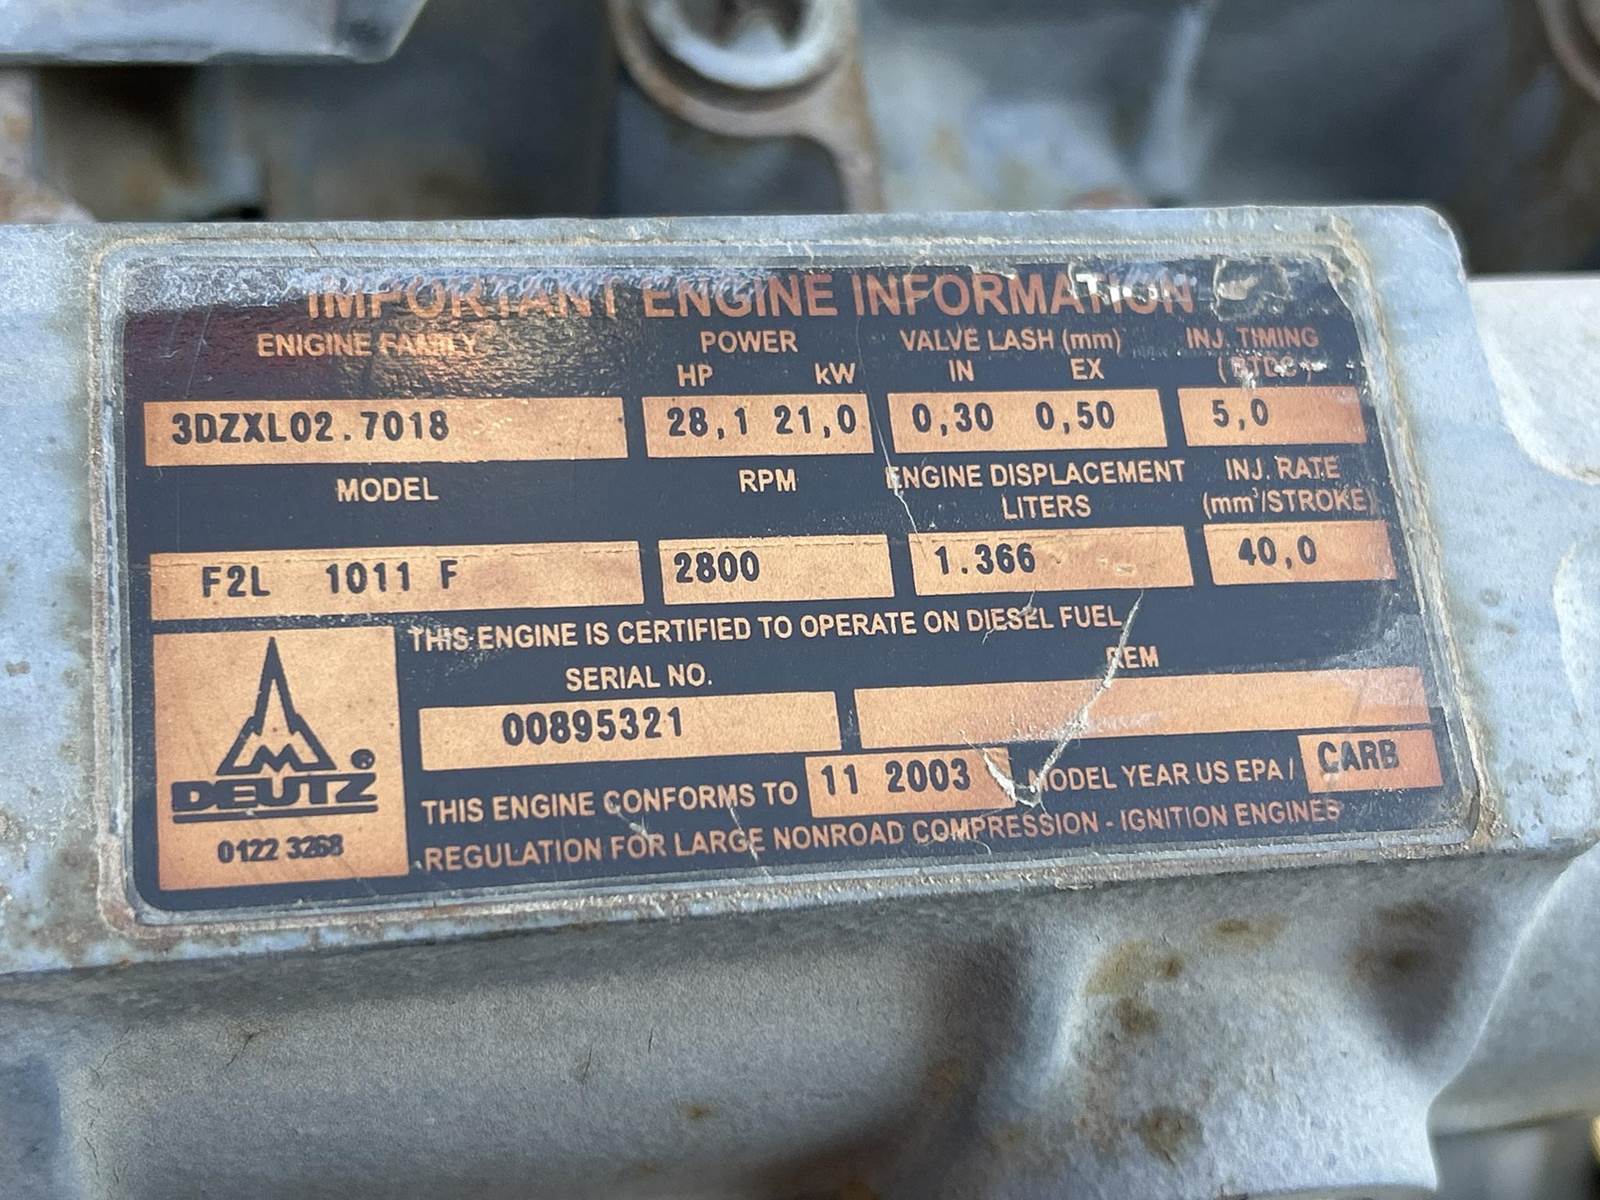 IMPORTANT ENGINE INFORMATION
ENIGINE FAMILY POWER VALVE LASH (mm) INJ. TIMING
HP kW IN EX (BTDC)
3DZXL02.7018 28,1 21,0 0,30 0,50 5,0
MODEL RPM ENGINE DISPLACEMENT INJ. RATE
LITERS (mm³/STROKE)
F2L 1011 F 2800 1.366 40,0
THIS ENGINE IS CERTIFIED TO OPERATE ON DIESEL FUEL
SERIAL NO. REM
00895321
DEUTZ®
0122 3268
THIS ENGINE CONFORMS TO 11 2003 MODEL YEAR US EPA / CARB
REGULATION FOR LARGE NONROAD COMPRESSION - IGNITION ENGINES